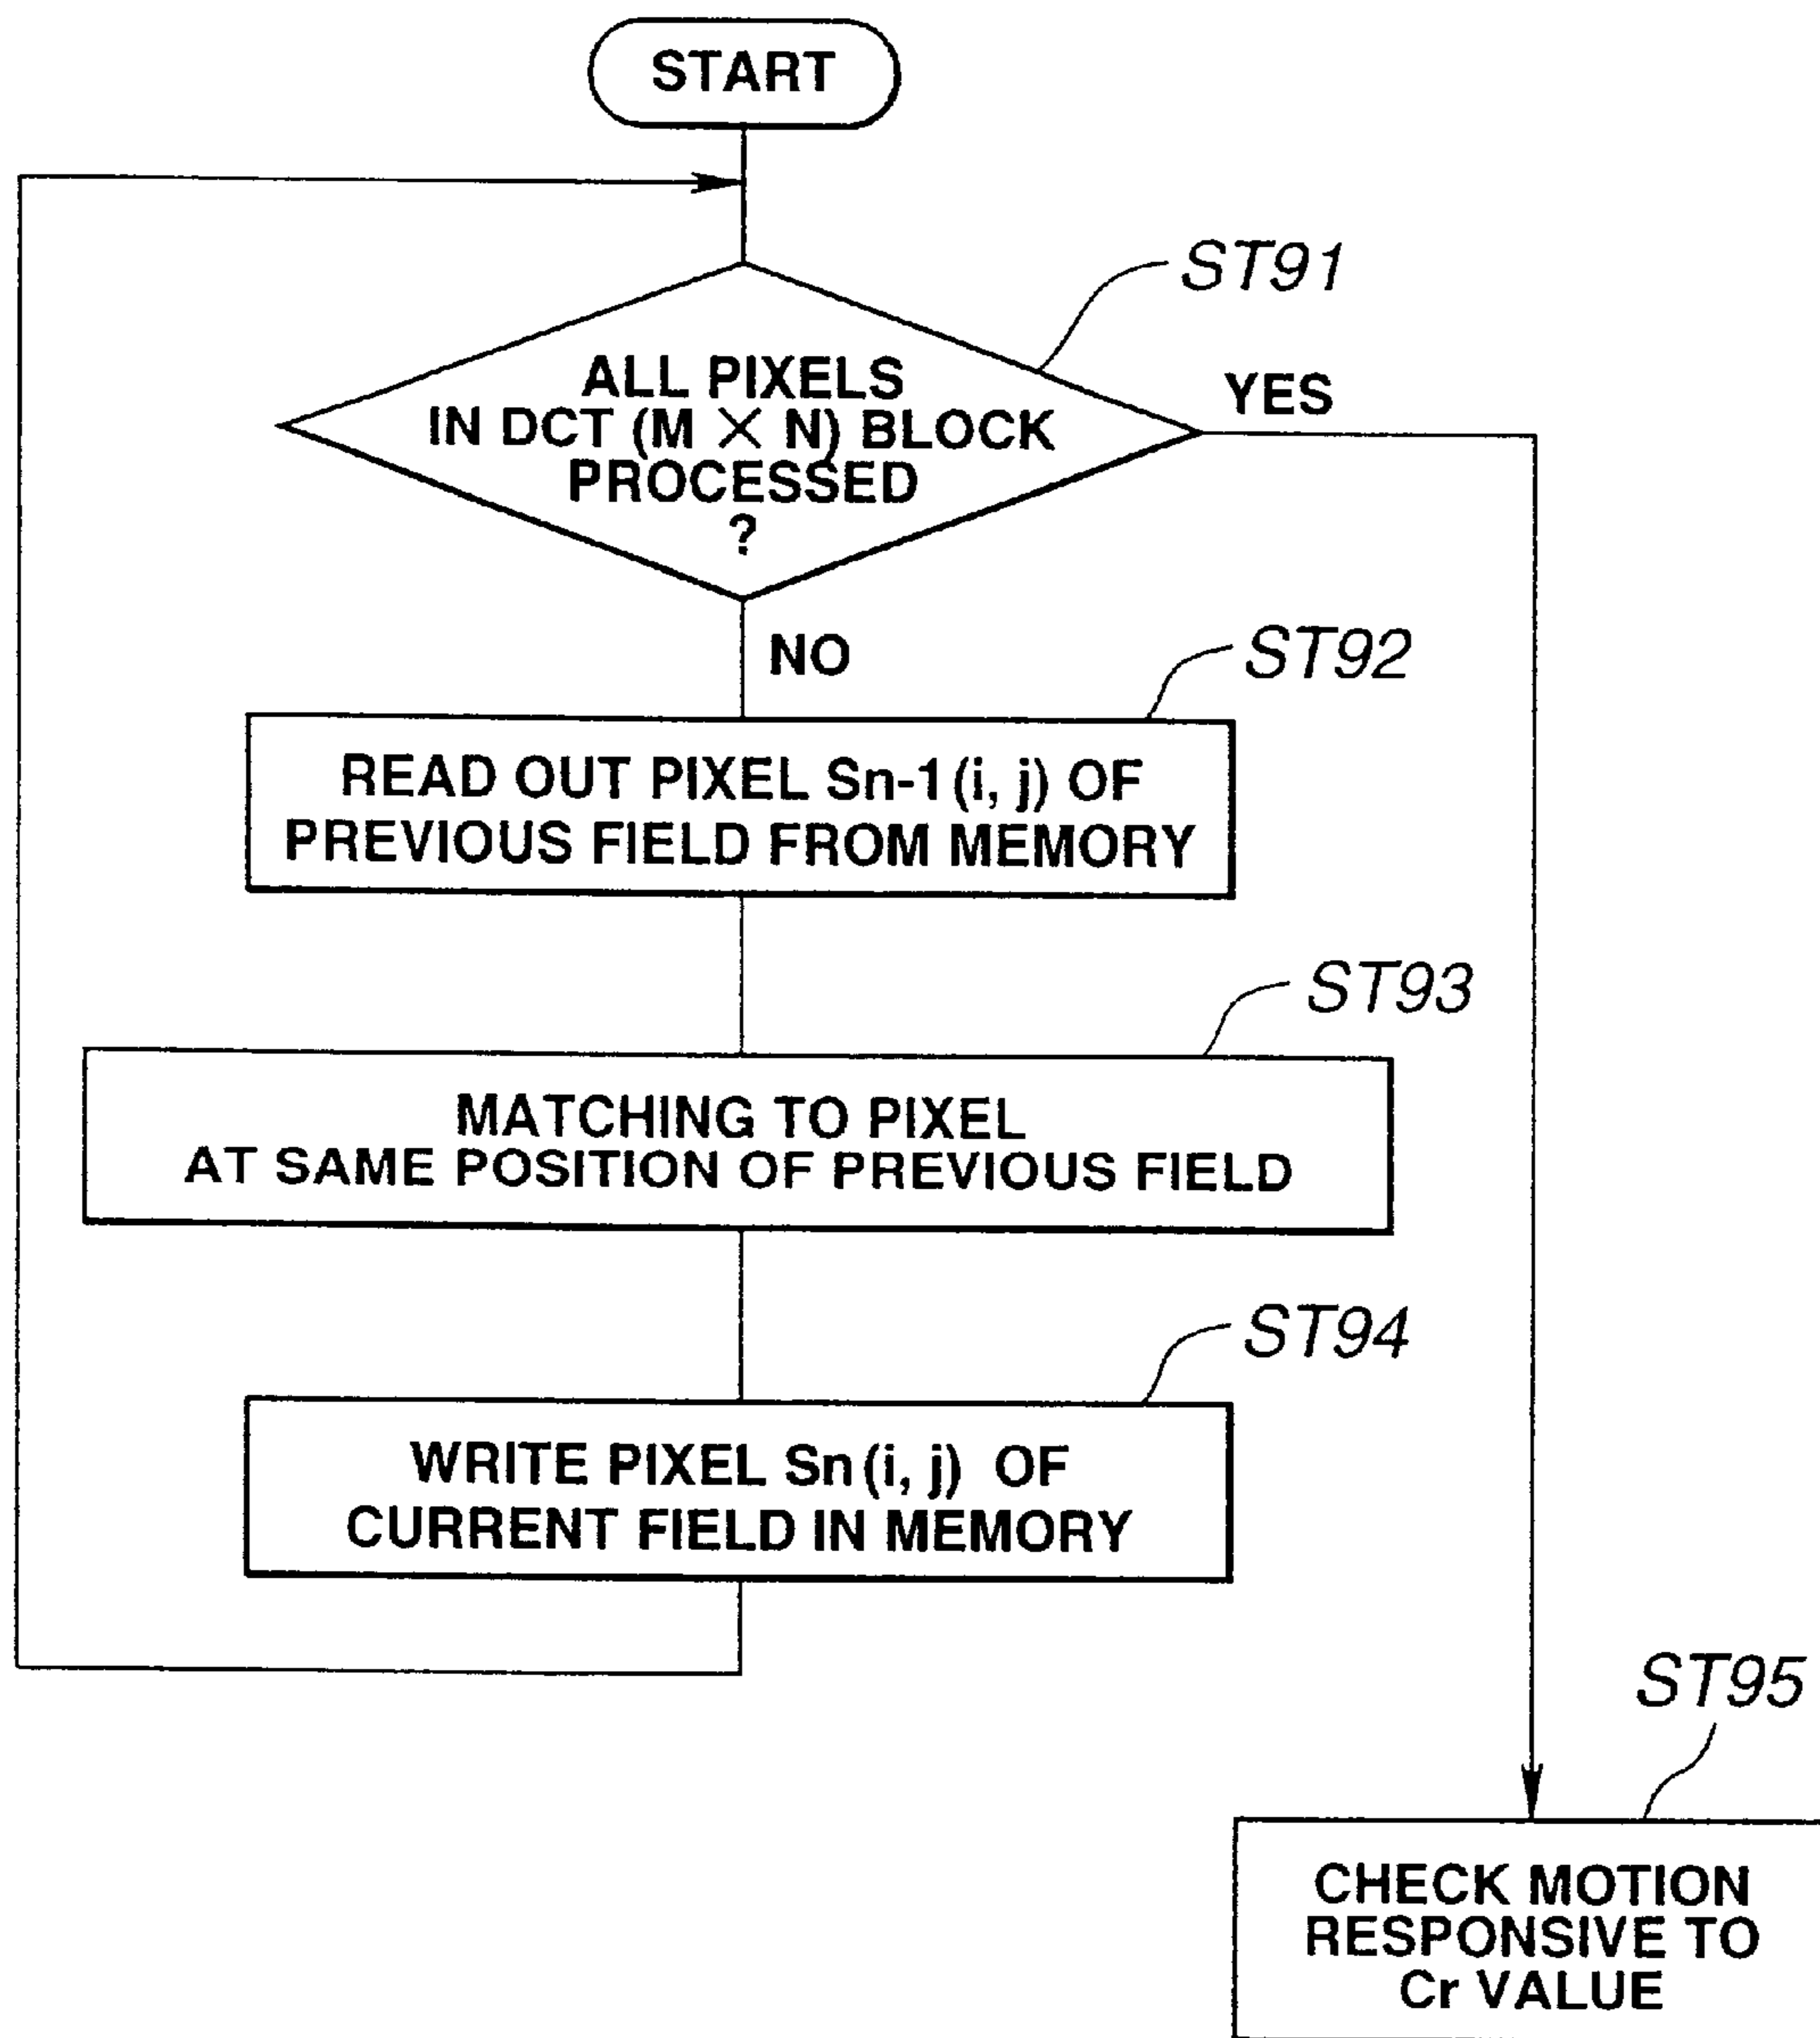 START
ST91
ALL PIXELS
IN DCT (M × N) BLOCK
PROCESSED
?
YES
NO
ST92
READ OUT PIXEL Sn-1(i, j) OF
PREVIOUS FIELD FROM MEMORY
ST93
MATCHING TO PIXEL
AT SAME POSITION OF PREVIOUS FIELD
ST94
WRITE PIXEL Sn(i, j) OF
CURRENT FIELD IN MEMORY
ST95
CHECK MOTION
RESPONSIVE TO
Cr VALUE